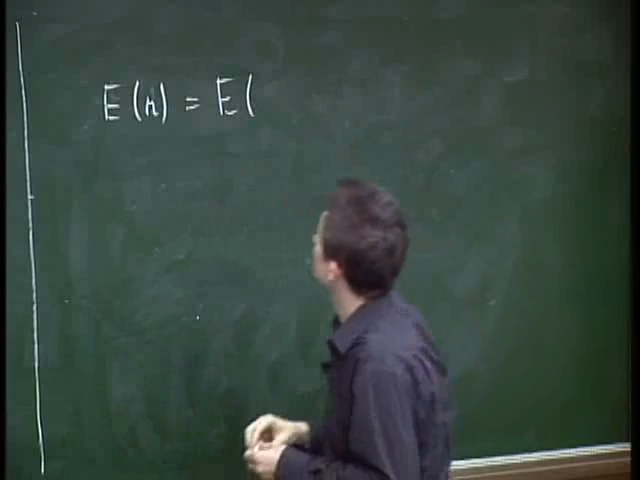 E(n) = E(